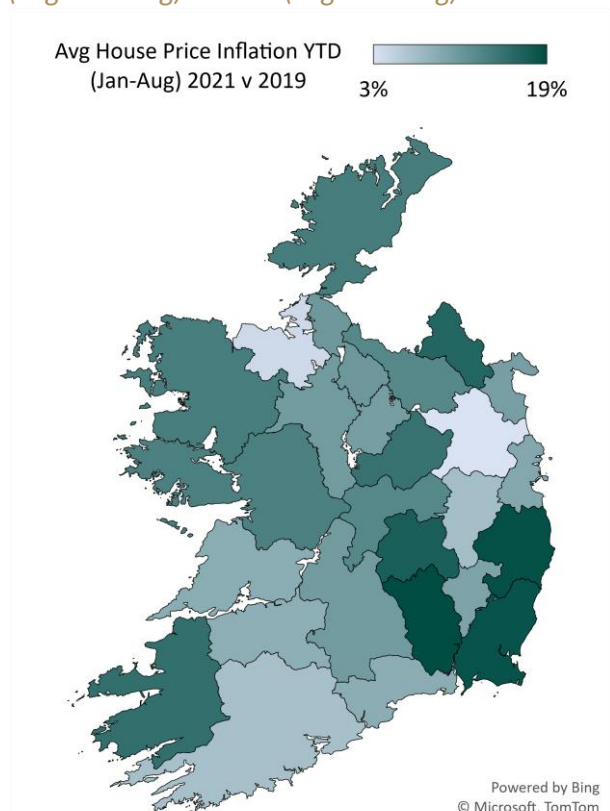 Avg House Price Inflation YTD
(Jan-Aug) 2021 v 2019
3%
19%
Powered by Bing
© Microsoft, TomTom